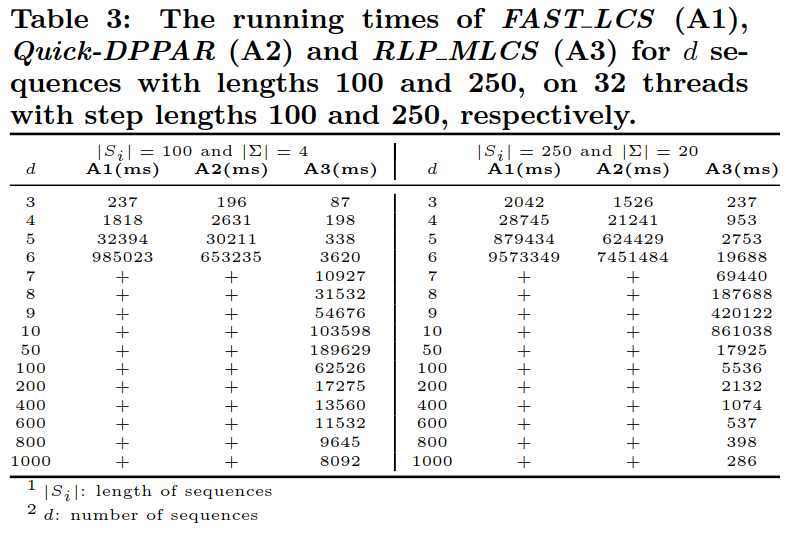 Table 3: The running times of FAST_LCS (A1),
Quick-DPPAR (A2) and RLP_MLCS (A3) for d se-
quences with lengths 100 and 250, on 32 threads
with step lengths 100 and 250, respectively.
|Si| = 100 and |Σ| = 4 |Si| = 250 and |Σ| = 20
d A1(ms) A2(ms) A3(ms) d A1(ms) A2(ms) A3(ms)
3 237 196 87 3 2042 1526 237
4 1818 2631 198 4 28745 21241 953
5 32394 30211 338 5 879434 624429 2753
6 985023 653235 3620 6 9573349 7451484 19688
7 + + 10927 7 + + 69440
8 + + 31532 8 + + 187688
9 + + 54676 9 + + 420122
10 + + 103598 10 + + 861038
50 + + 189629 50 + + 17925
100 + + 62526 100 + + 5536
200 + + 17275 200 + + 2132
400 + + 13560 400 + + 1074
600 + + 11532 600 + + 537
800 + + 9645 800 + + 398
1000 + + 8092 1000 + + 286
1 |Si|: length of sequences
2 d: number of sequences